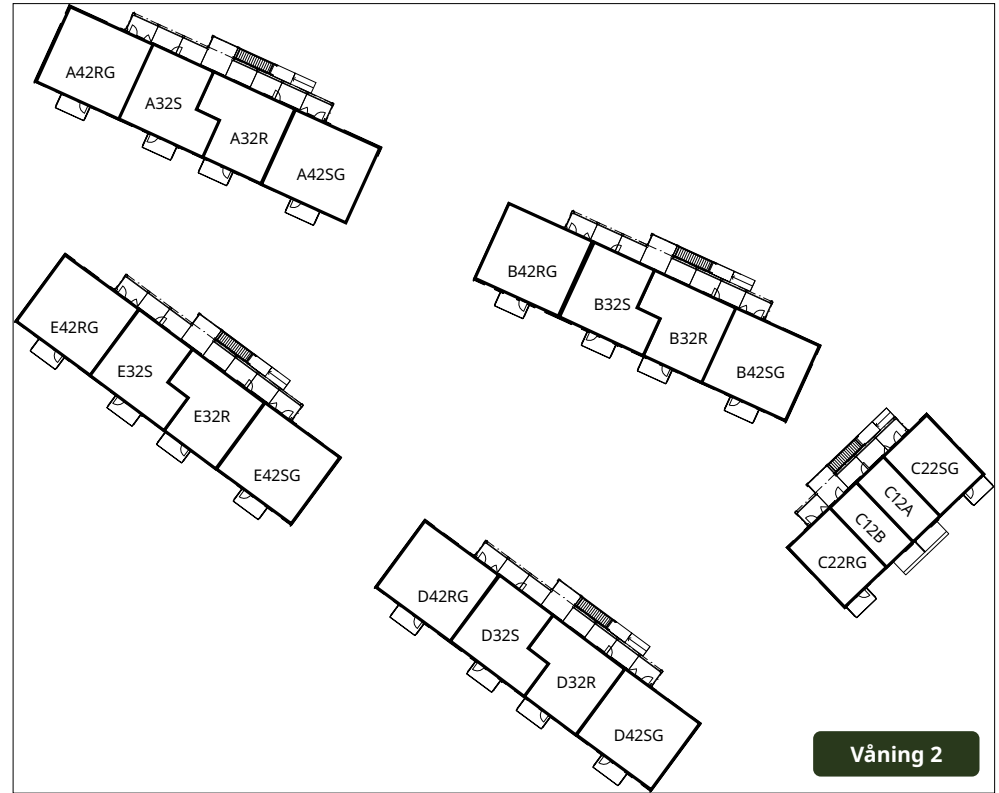 A42RG
A32S
A32R
A42SG
B42RG
B32S
B32R
B42SG
E42RG
E32S
E32R
E42SG
C22SG
C12A
C12B
C22RG
D42RG
D32S
D32R
D42SG
Våning 2